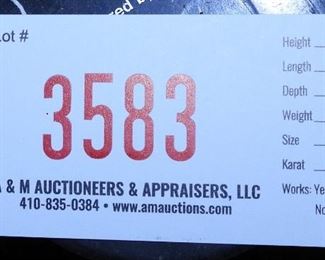 Lot #
3583
A & M AUCTIONEERS & APPRAISERS, LLC
410-835-0384 • www.amauctions.com
Height
Length
Depth
Weight
Size
Karat
Works: Ye
No